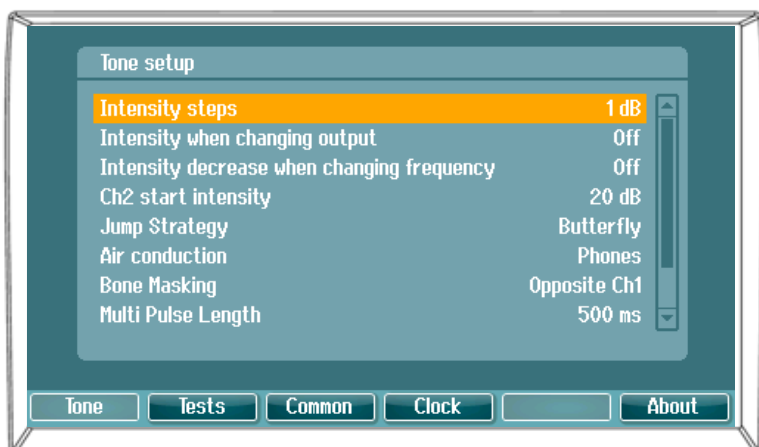 Tone setup
Intensity steps 1 dB
Intensity when changing output Off
Intensity decrease when changing frequency Off
Ch2 start intensity 20 dB
Jump Strategy Butterfly
Air conduction Phones
Bone Masking Opposite Ch1
Multi Pulse Length 500 ms
Tone Tests Common Clock About